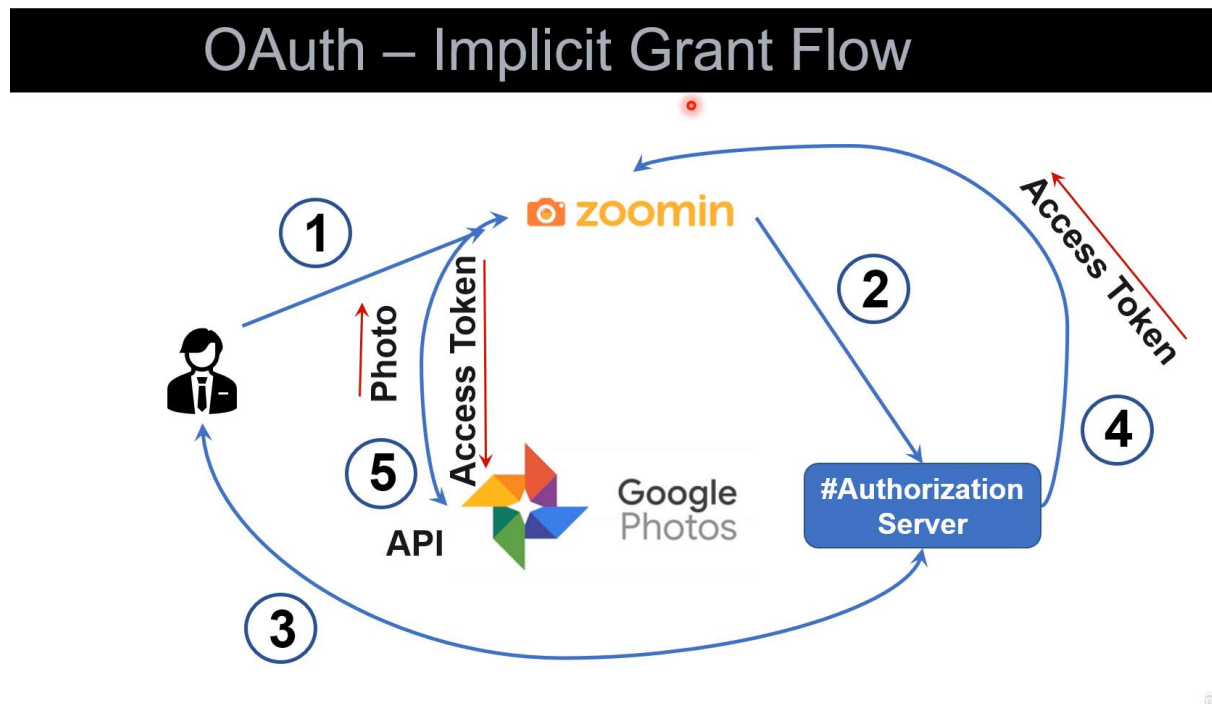 OAuth – Implicit Grant Flow
zoomin
1
2
Photo
Access Token
Access Token
4
5
API
Google
Photos
#Authorization
Server
3